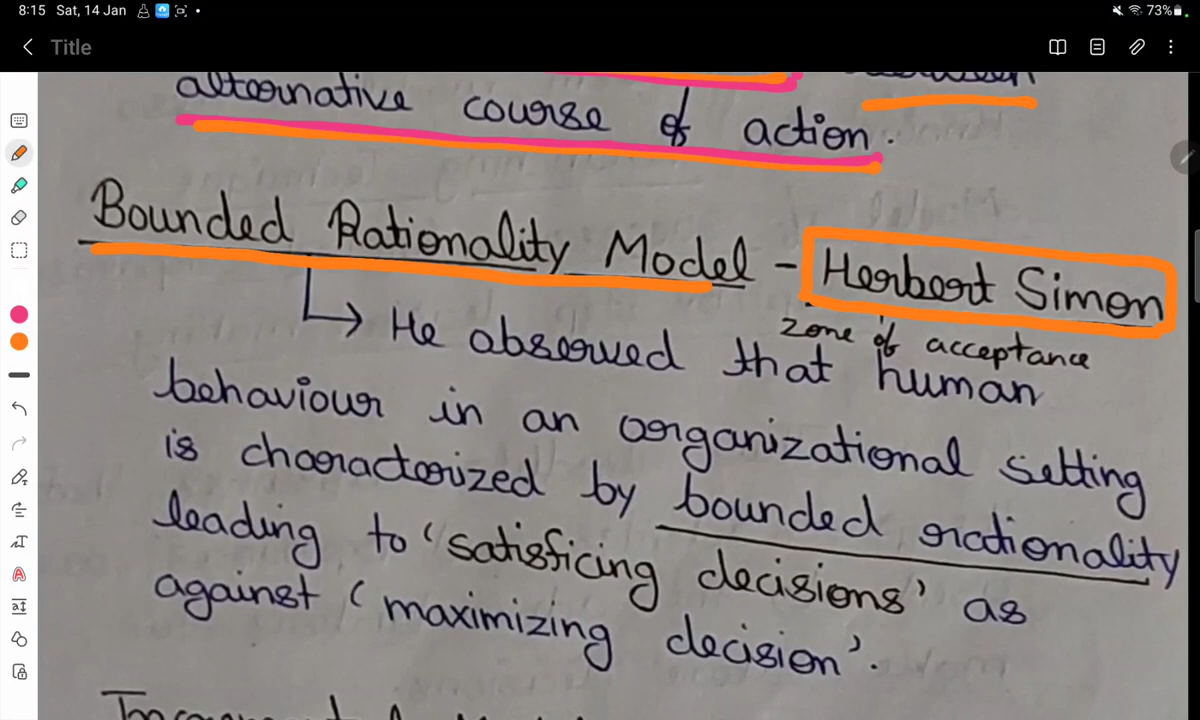 8:15 Sat, 14 Jan
73%
Title
alternative course of action.
Bounded Rationality Model - Herbert Simon
zone of acceptance
He observed that human
behaviour in an organizational setting
is characterized by bounded rationality
leading to 'satisficing decisions' as
against 'maximizing decision'.